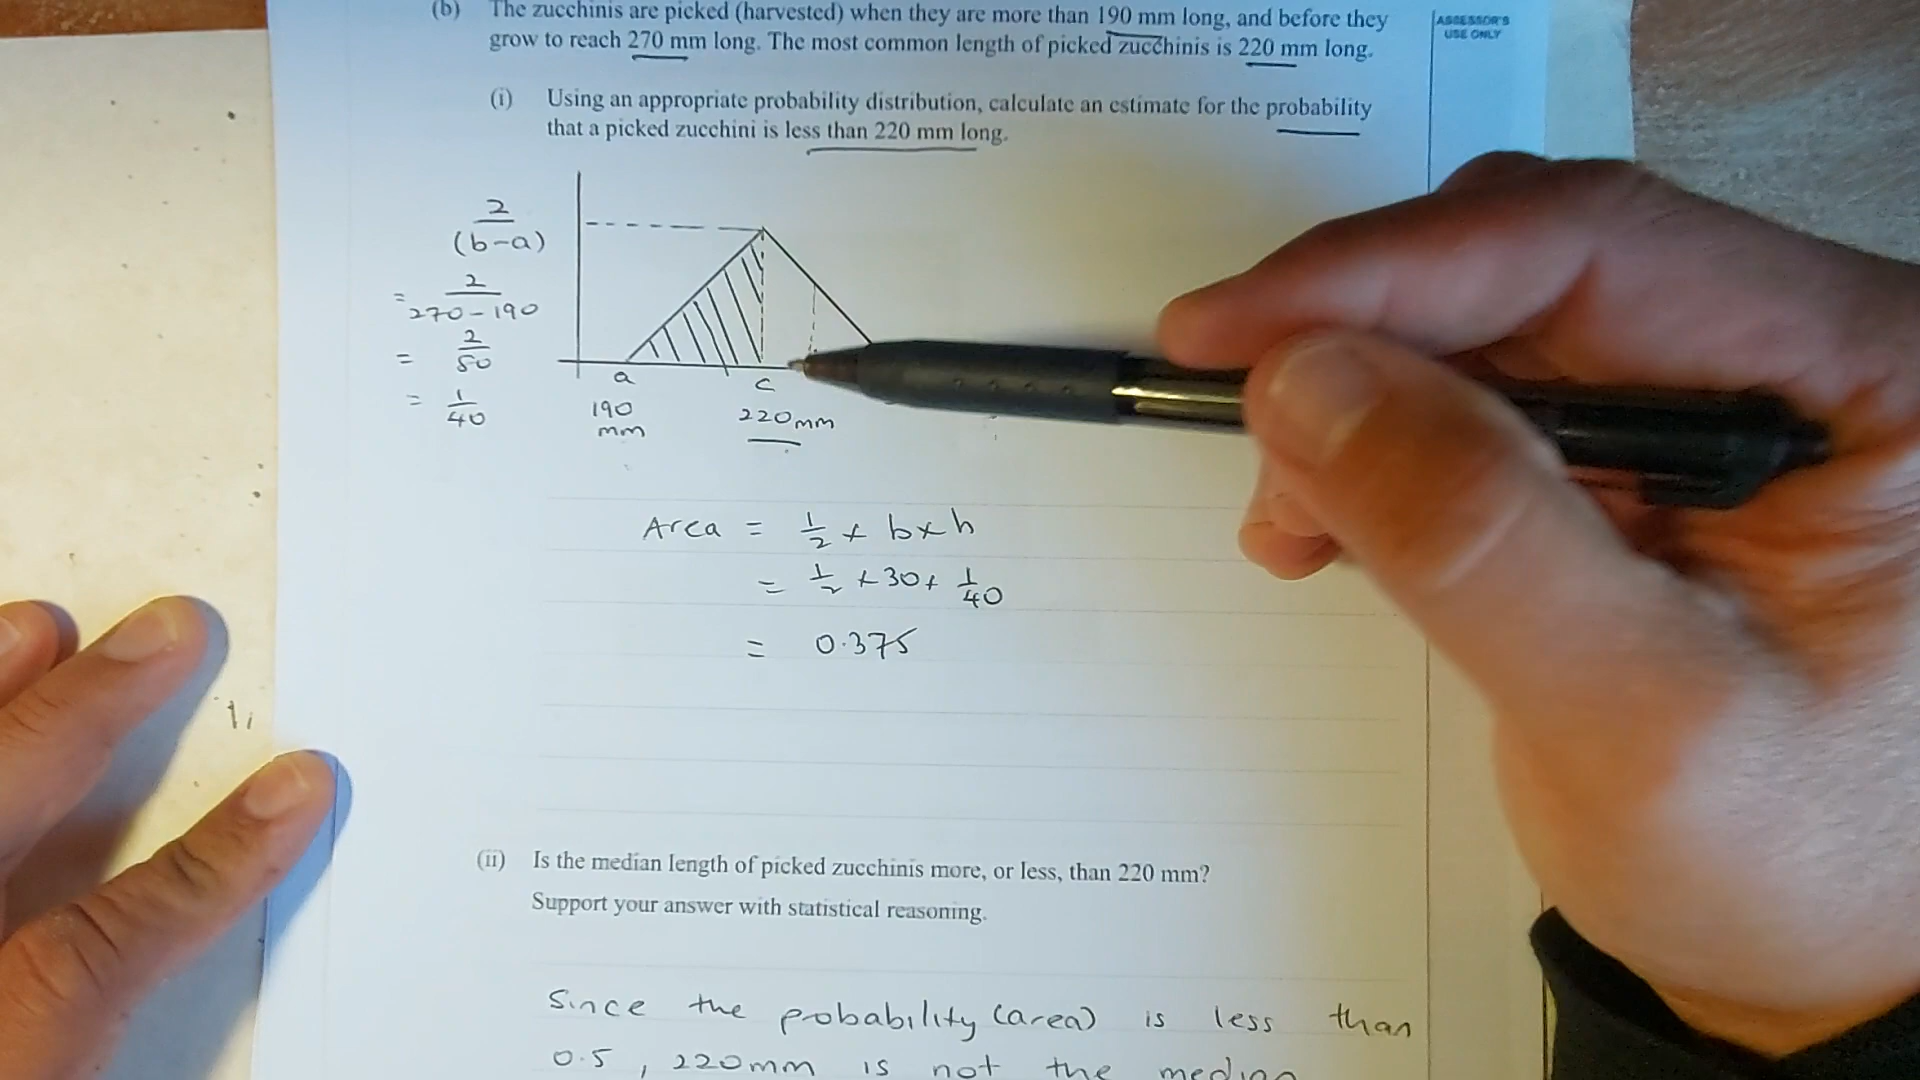 (b) The zucchinis are picked (harvested) when they are more than 190 mm long, and before they
grow to reach 270 mm long. The most common length of picked zucchinis is 220 mm long.
ASSESSOR'S
USE ONLY
(i) Using an appropriate probability distribution, calculate an estimate for the probability
that a picked zucchini is less than 220 mm long.
2
(b-a)
= 2
270-190
= 2
80
= 1
40
a
c
190
mm
220mm
Area = 1/2 × b×h
= 1/2 ×30× 1/40
= 0.375
(ii) Is the median length of picked zucchinis more, or less, than 220 mm?
Support your answer with statistical reasoning.
Since the probability (area) is less than
0.5, 220mm is not the median